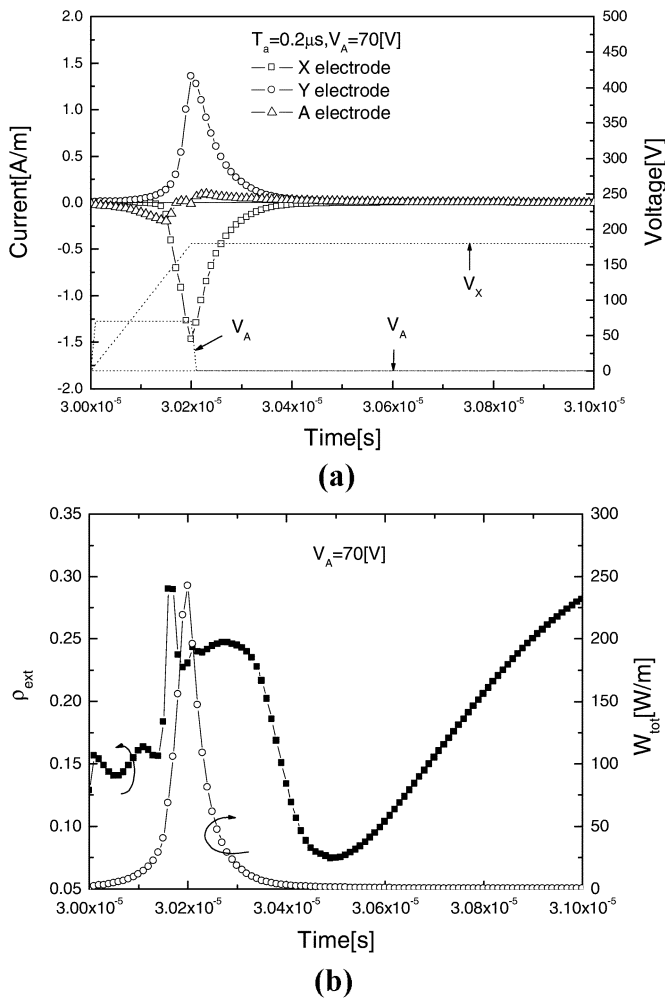 Tₐ=0.2μs,V_A=70[V]
X electrode
Y electrode
A electrode
Current[A/m]
2.0
1.5
1.0
0.5
0.0
-0.5
-1.0
-1.5
-2.0
Voltage[V]
500
450
400
350
300
250
200
150
100
50
0
V_X
V_A
V_A
3.00x10⁻⁵
3.02x10⁻⁵
3.04x10⁻⁵
3.06x10⁻⁵
3.08x10⁻⁵
3.10x10⁻⁵
Time[s]
(a)
V_A=70[V]
ρ_ext
0.35
0.30
0.25
0.20
0.15
0.10
0.05
W_tot[W/m]
300
250
200
150
100
50
0
3.00x10⁻⁵
3.02x10⁻⁵
3.04x10⁻⁵
3.06x10⁻⁵
3.08x10⁻⁵
3.10x10⁻⁵
Time[s]
(b)